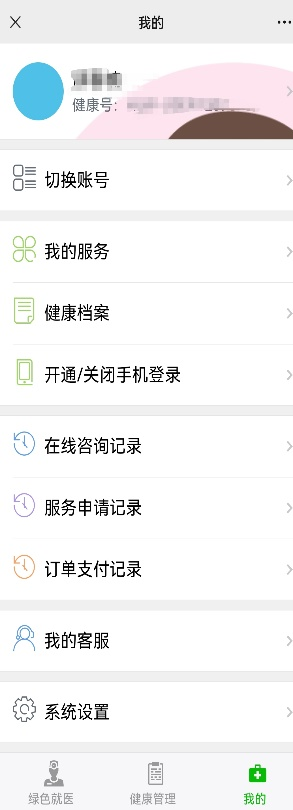 我的
健康号：
切换账号
我的服务
健康档案
开通/关闭手机登录
在线咨询记录
服务申请记录
订单支付记录
我的客服
系统设置
绿色就医
健康管理
我的